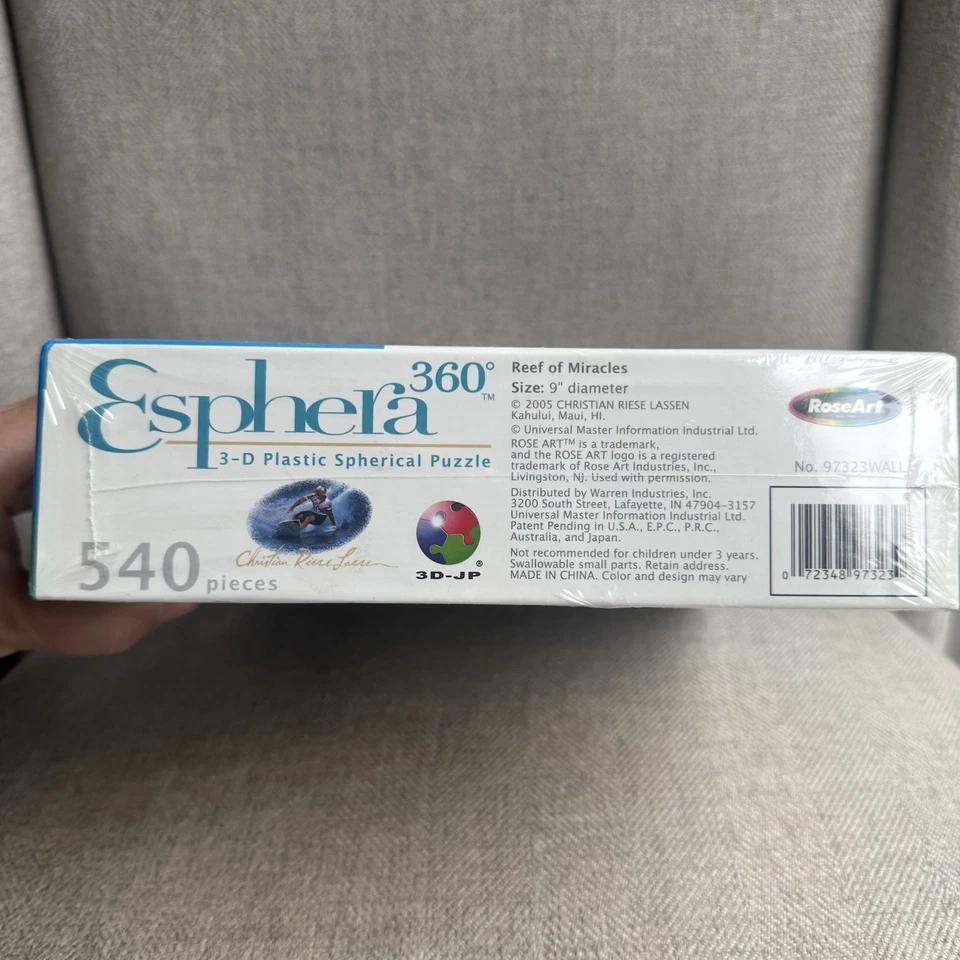 Esphera 360°™
3-D Plastic Spherical Puzzle
540 pieces
Christian Riese Lassen
3D-JP®
Reef of Miracles
Size: 9" diameter
© 2005 CHRISTIAN RIESE LASSEN
Kahului, Maui, HI.
© Universal Master Information Industrial Ltd.
ROSE ART™ is a trademark,
and the ROSE ART logo is a registered
trademark of Rose Art Industries, Inc.,
Livingston, NJ. Used with permission.
Distributed by Warren Industries, Inc.
3200 South Street, Lafayette, IN 47904-3157
Universal Master Information Industrial Ltd.
Patent Pending in U.S.A., E.P.C., P.R.C.,
Australia, and Japan.
Not recommended for children under 3 years.
Swallowable small parts. Retain address.
MADE IN CHINA. Color and design may vary
RoseArt
No. 97323WALL
0 72348 97323